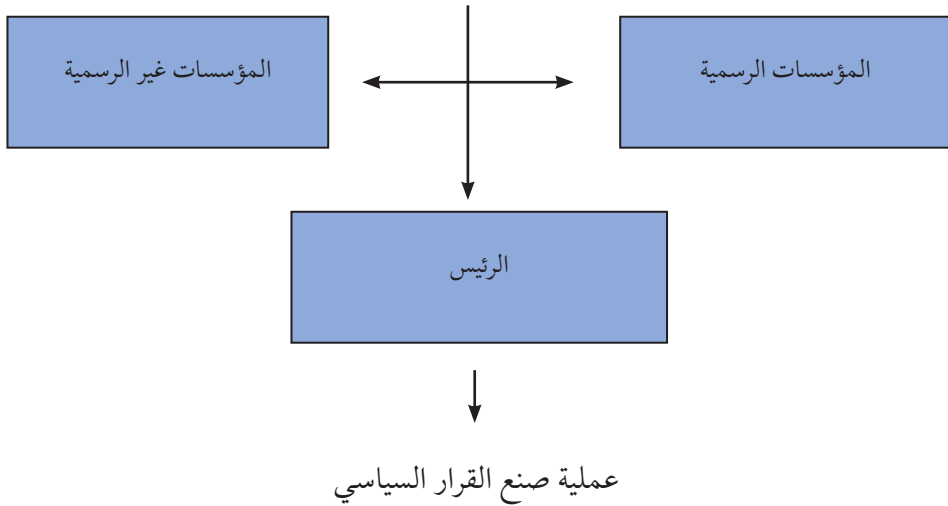 المؤسسات الرسمية
المؤسسات غير الرسمية
الرئيس
عملية صنع القرار السياسي